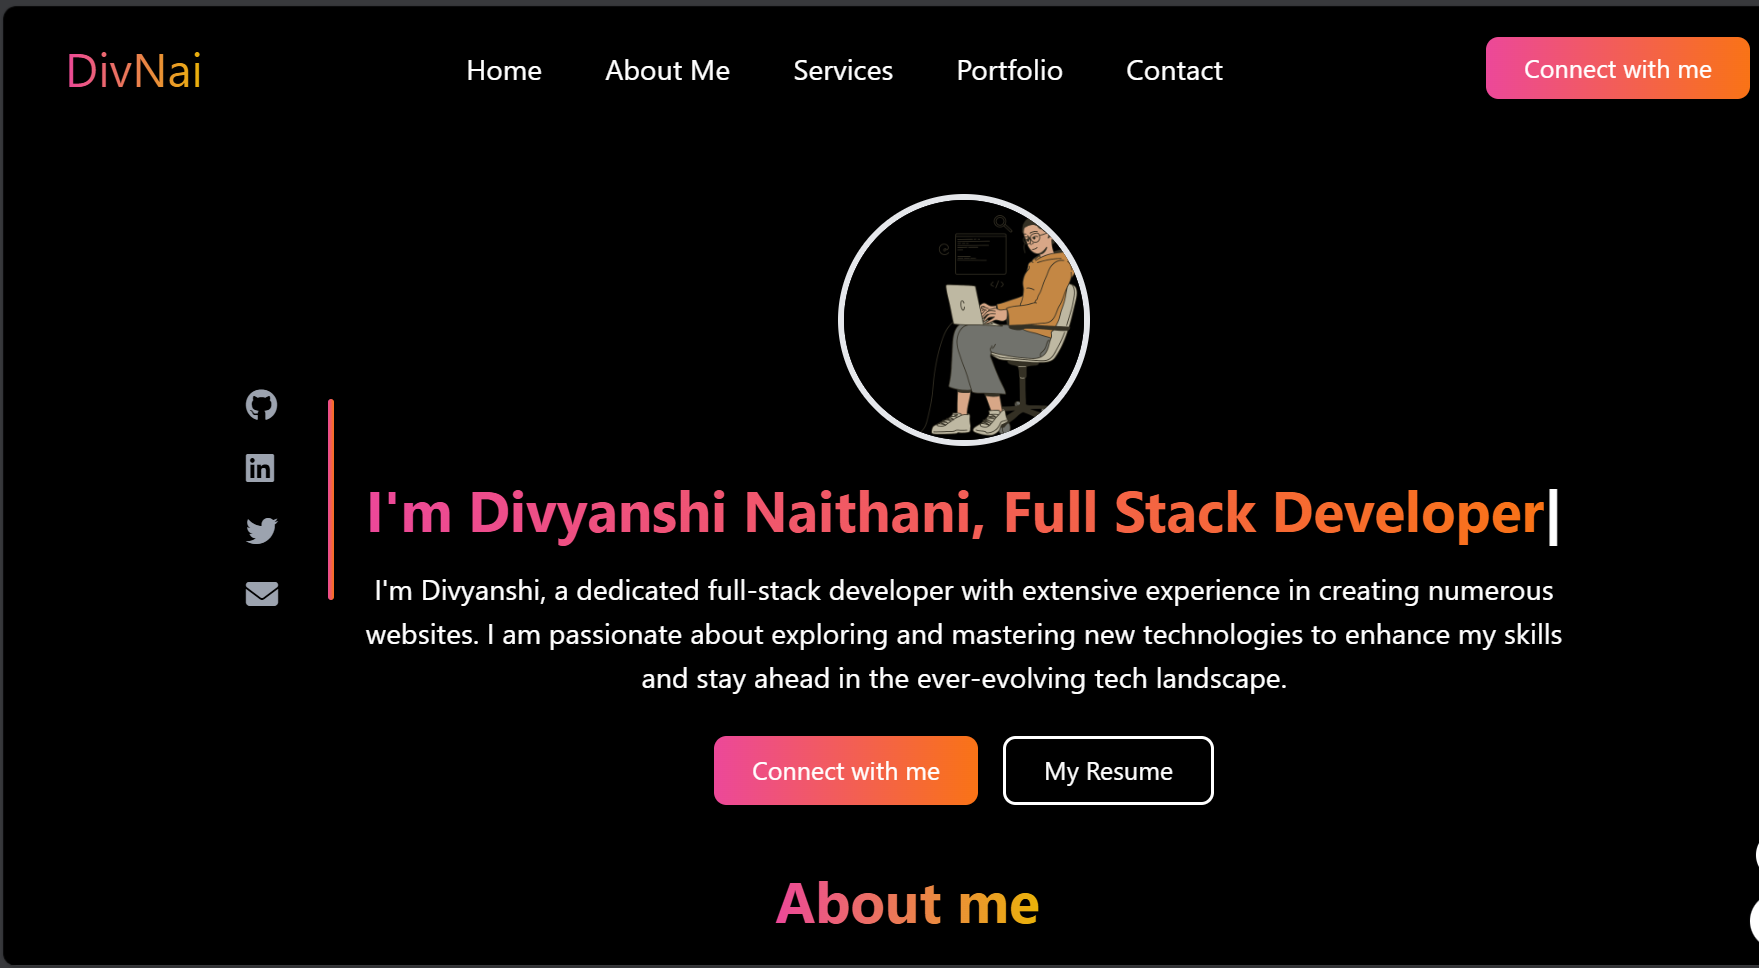 DivNai
Home
About Me
Services
Portfolio
Contact
Connect with me
C
</>
in
I'm Divyanshi Naithani, Full Stack Developer|
I'm Divyanshi, a dedicated full-stack developer with extensive experience in creating numerous
websites. I am passionate about exploring and mastering new technologies to enhance my skills
and stay ahead in the ever-evolving tech landscape.
Connect with me
My Resume
About me